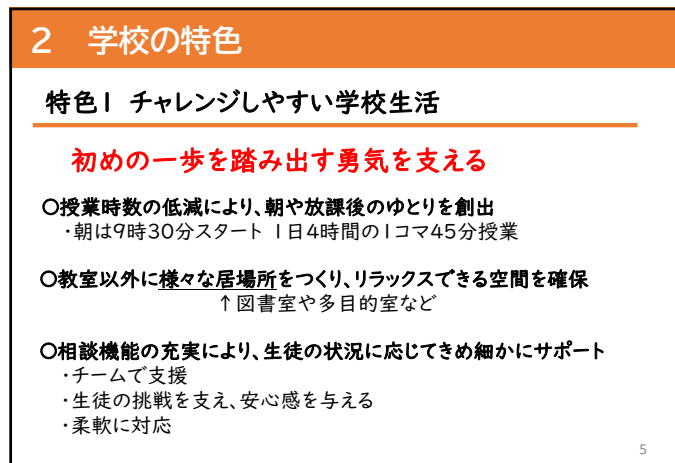 2 学校の特色
特色1 チャレンジしやすい学校生活
初めの一歩を踏み出す勇気を支える
〇授業時数の低減により、朝や放課後のゆとりを創出
・朝は9時30分スタート 1日4時間の1コマ45分授業
〇教室以外に様々な居場所をつくり、リラックスできる空間を確保
↑図書室や多目的室など
〇相談機能の充実により、生徒の状況に応じてきめ細かにサポート
・チームで支援
・生徒の挑戦を支え、安心感を与える
・柔軟に対応
5